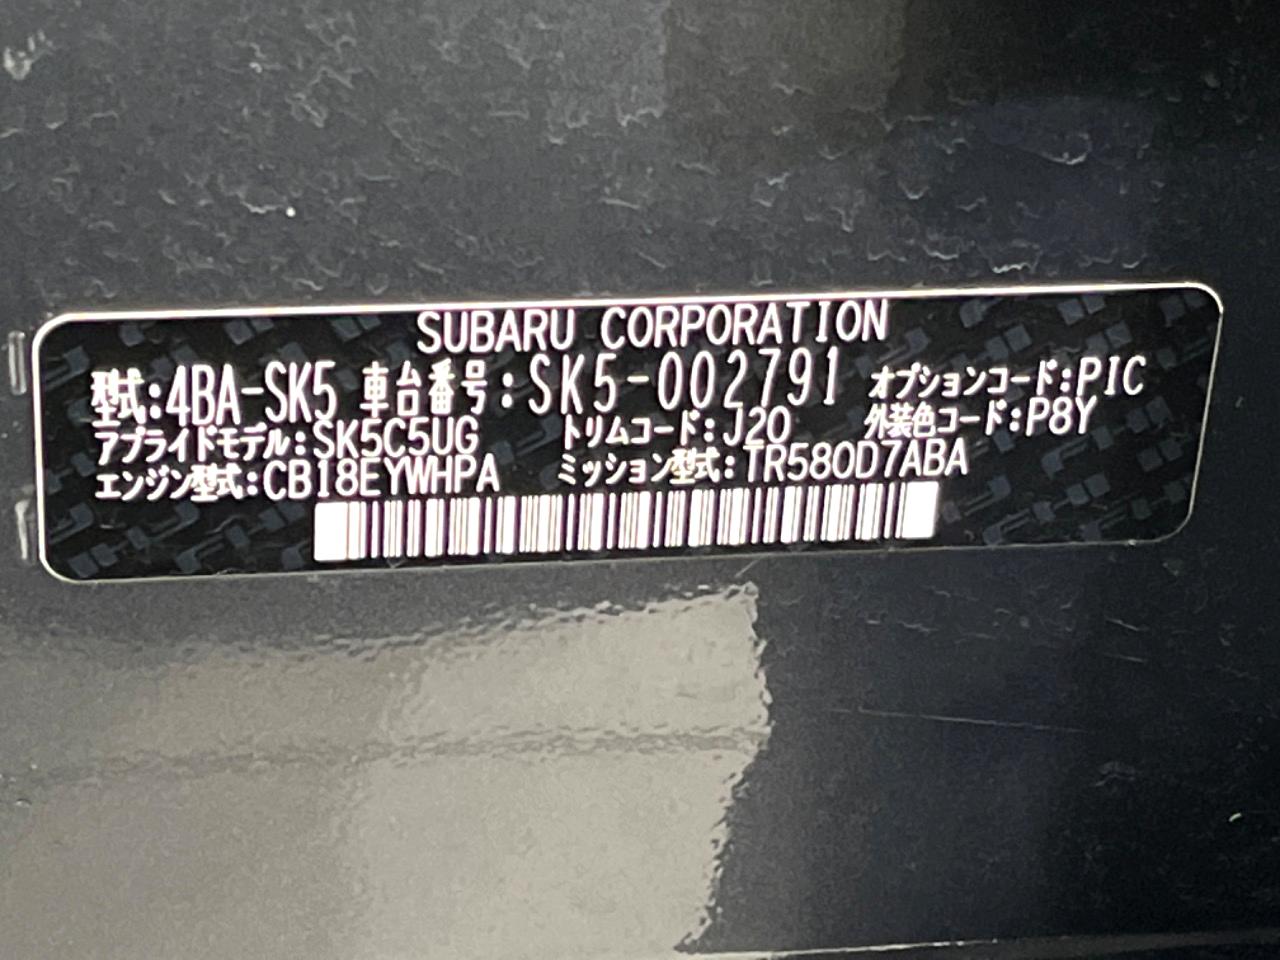 SUBARU CORPORATION
型式:4BA-SK5 車台番号:SK5-002791 オプションコード:PIC
アプライドモデル:SK5C5UG トリムコード:J20 外装色コード:P8Y
エンジン型式:CB18EYWHPA ミッション型式:TR580D7ABA